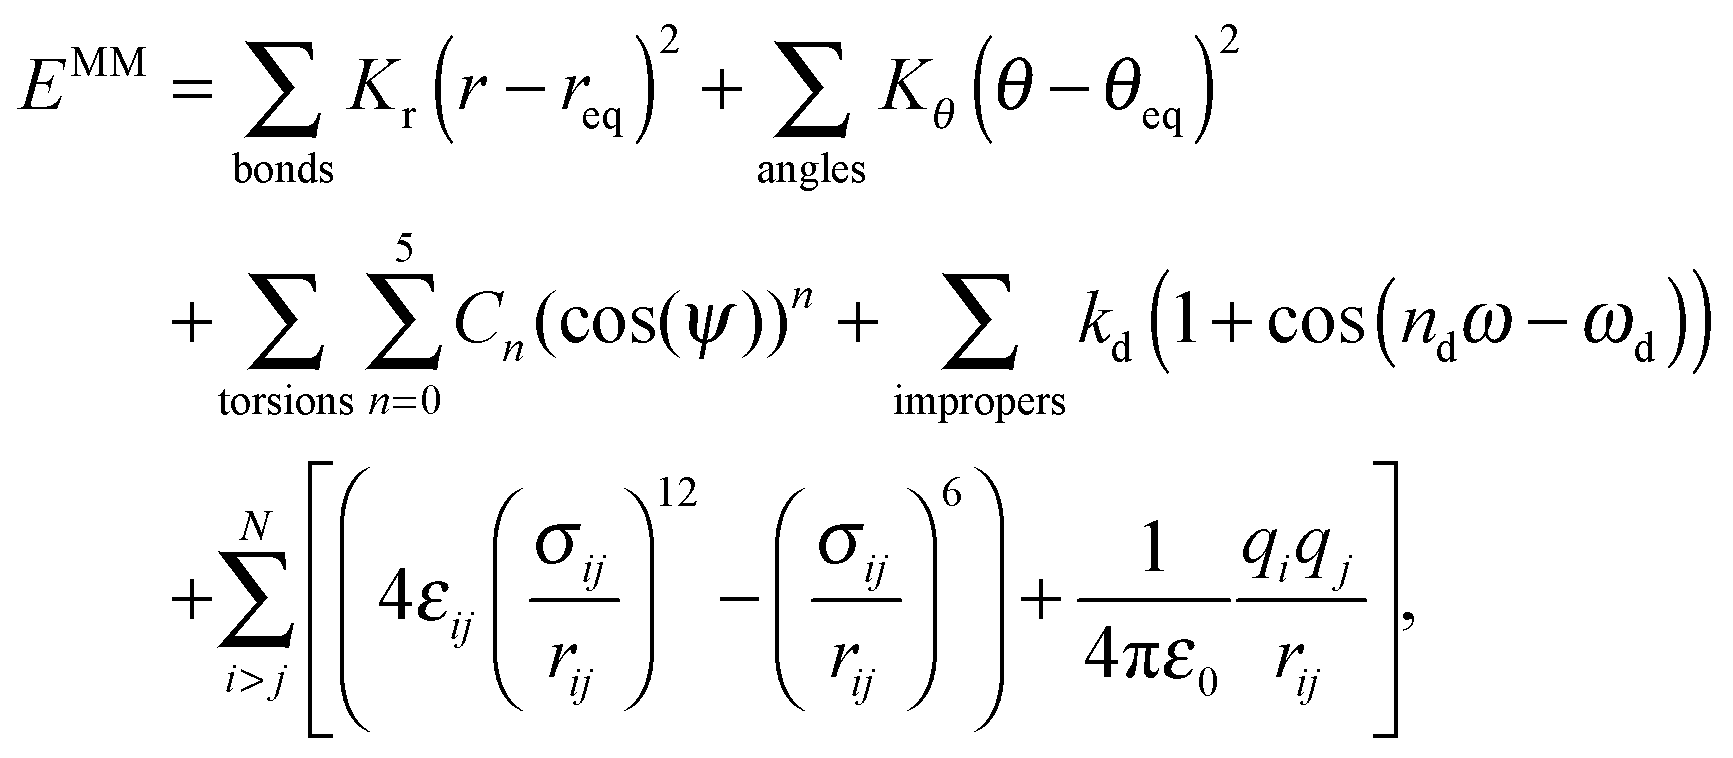 E^MM = ∑_bonds K_r (r − r_eq)^2 + ∑_angles K_θ (θ − θ_eq)^2
+ ∑_torsions ∑_{n=0}^{5} C_n (cos(ψ))^n + ∑_impropers k_d (1 + cos(n_d ω − ω_d))
+ ∑_{i>j}^{N} [(4ε_ij (σ_ij / r_ij)^12 − (σ_ij / r_ij)^6) + (1 / 4πε_0) (q_i q_j / r_ij)],